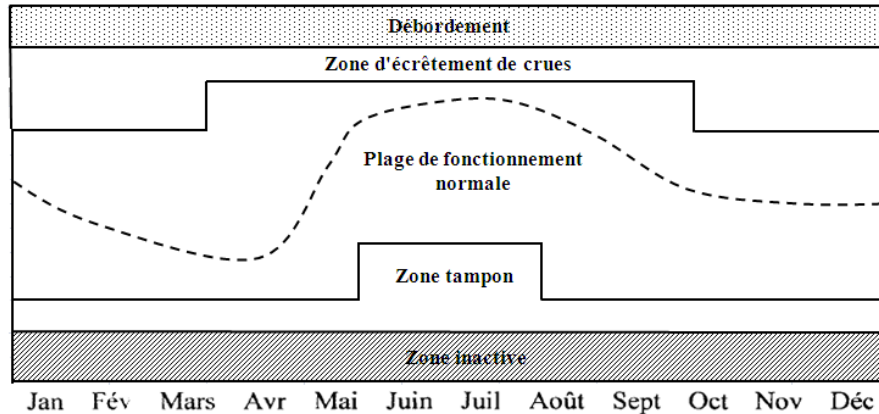 Débordement
Zone d'écrêtement de crues
Plage de fonctionnement
normale
Zone tampon
Zone inactive
Jan Fév Mars Avr Mai Juin Juil Août Sept Oct Nov Déc